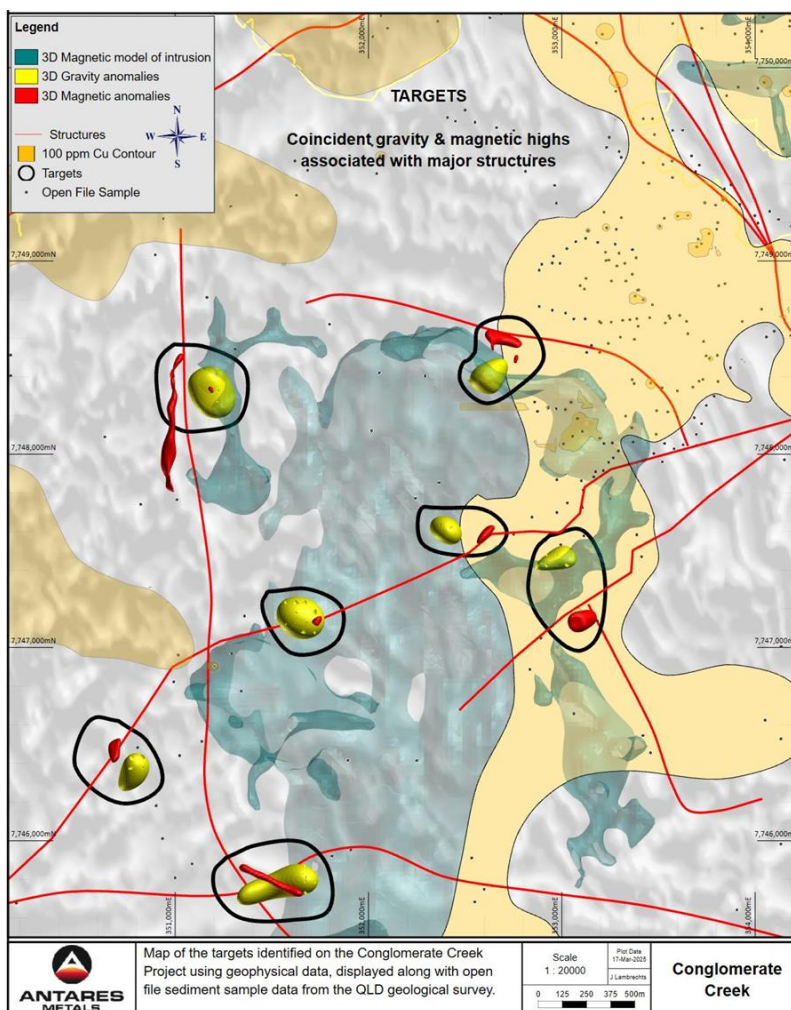 Legend
3D Magnetic model of intrusion
3D Gravity anomalies
3D Magnetic anomalies
N
W E
S
Structures
100 ppm Cu Contour
Targets
Open File Sample
352,000mE
353,000mE
354,000mE
7,750,000mN
TARGETS
Coincident gravity & magnetic highs
associated with major structures
7,749,000mN
7,749,000mN
7,748,000mN
7,748,000mN
7,747,000mN
7,747,000mN
7,746,000mN
7,746,000mN
351,000mE
352,000mE
353,000mE
354,000mE
ANTARES
METALS
Map of the targets identified on the Conglomerate Creek
Project using geophysical data, displayed along with open
file sediment sample data from the QLD geological survey.
Scale
1 : 20000
Plot Date
17-Mar-2025
J Lambrechts
0 125 250 375 500m
Conglomerate
Creek